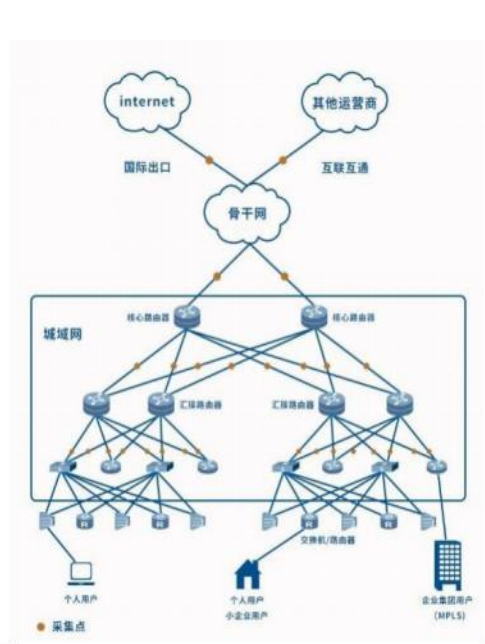 internet
其他运营商
国际出口
互联互通
骨干网
核心路由器
核心路由器
城域网
汇接路由器
汇接路由器
交换机/路由器
个人用户
个人用户
小企业用户
企业集团用户
(MPLS)
采集点